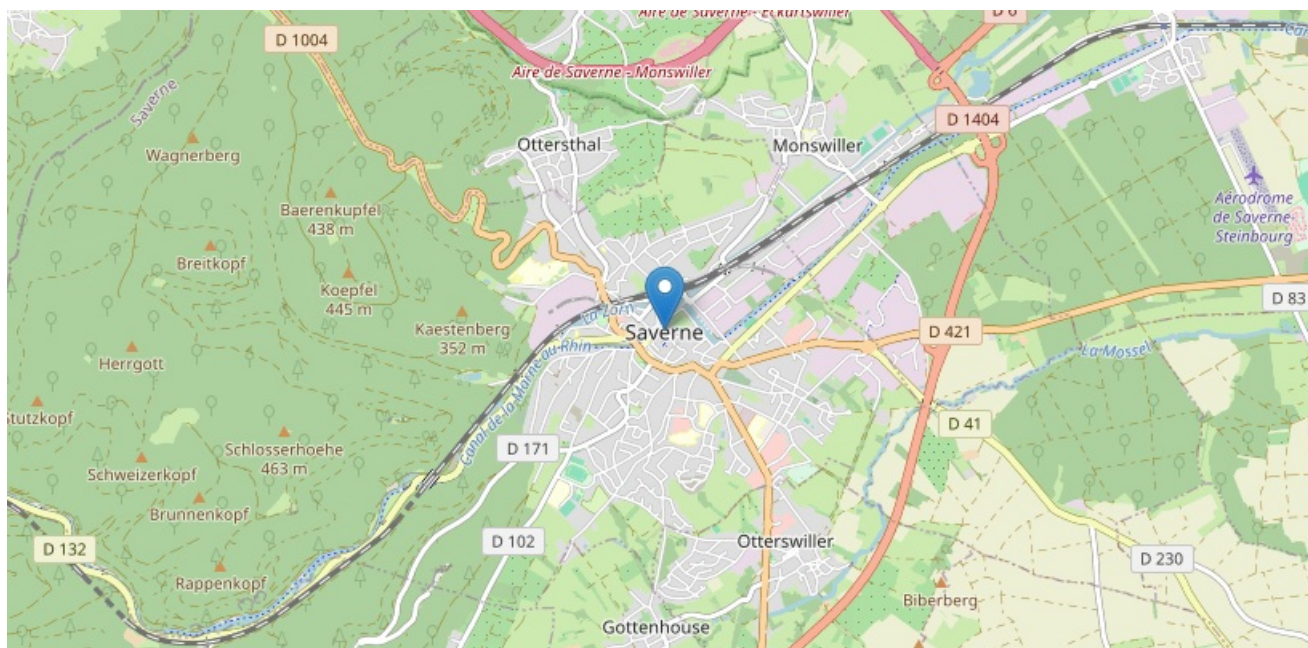 Aire de Saverne - Eckartswiller
D 6
D 1004
Aire de Saverne - Monswiller
Saverne
D 1404
Wagnerberg
Ottersthal
Monswiller
Aérodrome
de Saverne-
Steinbourg
Baerenkupfel
438 m
Breitkopf
Koepfel
445 m
D 83
La Zorn
Kaestenberg
352 m
Saverne
D 421
La Mossel
Canal de la Marne au Rhin
Herrgott
Stutzkopf
D 41
Schlosserhoehe
463 m
D 171
Schweizerkopf
Brunnenkopf
D 132
D 102
Otterswiller
D 230
Rappenkopf
Biberberg
Gottenhouse